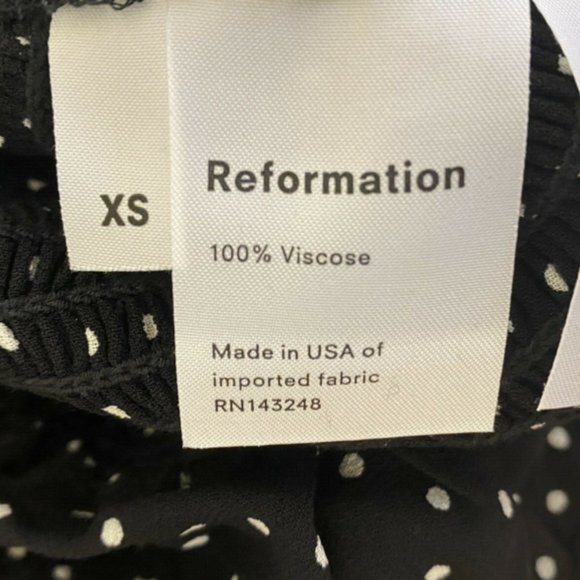 XS
Reformation
100% Viscose
Made in USA of
imported fabric
RN143248